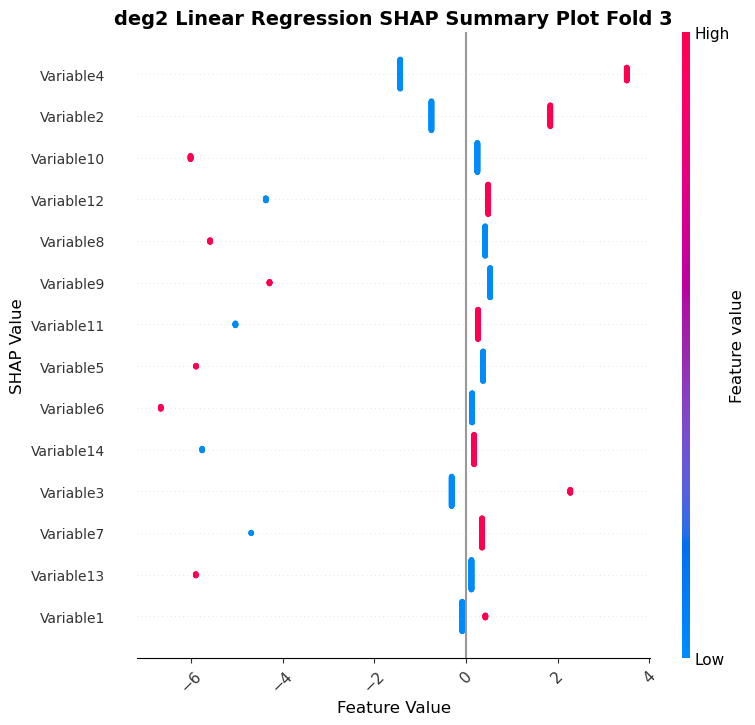 deg2 Linear Regression SHAP Summary Plot Fold 3
High
Variable4
Variable2
Variable10
Variable12
Variable8
Variable9
Variable11
Variable5
Variable6
Variable14
Variable3
Variable7
Variable13
Variable1
SHAP Value
Feature value
Low
−6
−4
−2
0
2
4
Feature Value